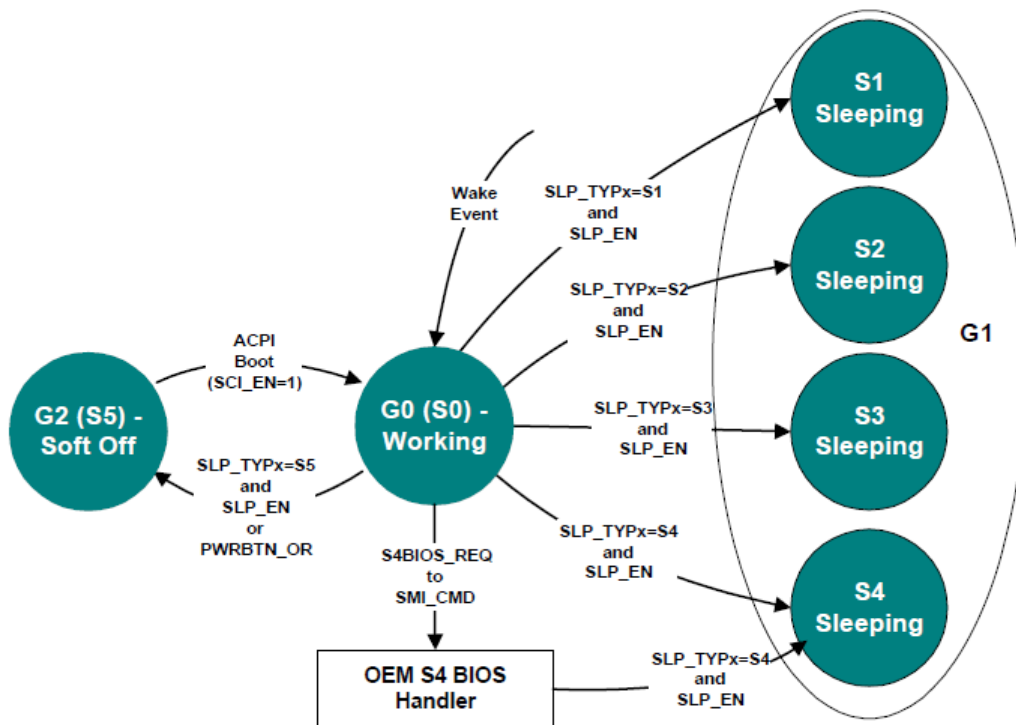 S1
Sleeping
Wake
Event
SLP_TYPx=S1
and
SLP_EN
S2
Sleeping
SLP_TYPx=S2
and
SLP_EN
G1
ACPI
Boot
(SCI_EN=1)
G2 (S5) -
Soft Off
G0 (S0) -
Working
SLP_TYPx=S3
and
SLP_EN
S3
Sleeping
SLP_TYPx=S5
and
SLP_EN
or
PWRBTN_OR
SLP_TYPx=S4
and
SLP_EN
S4BIOS_REQ
to
SMI_CMD
S4
Sleeping
OEM S4 BIOS
Handler
SLP_TYPx=S4
and
SLP_EN